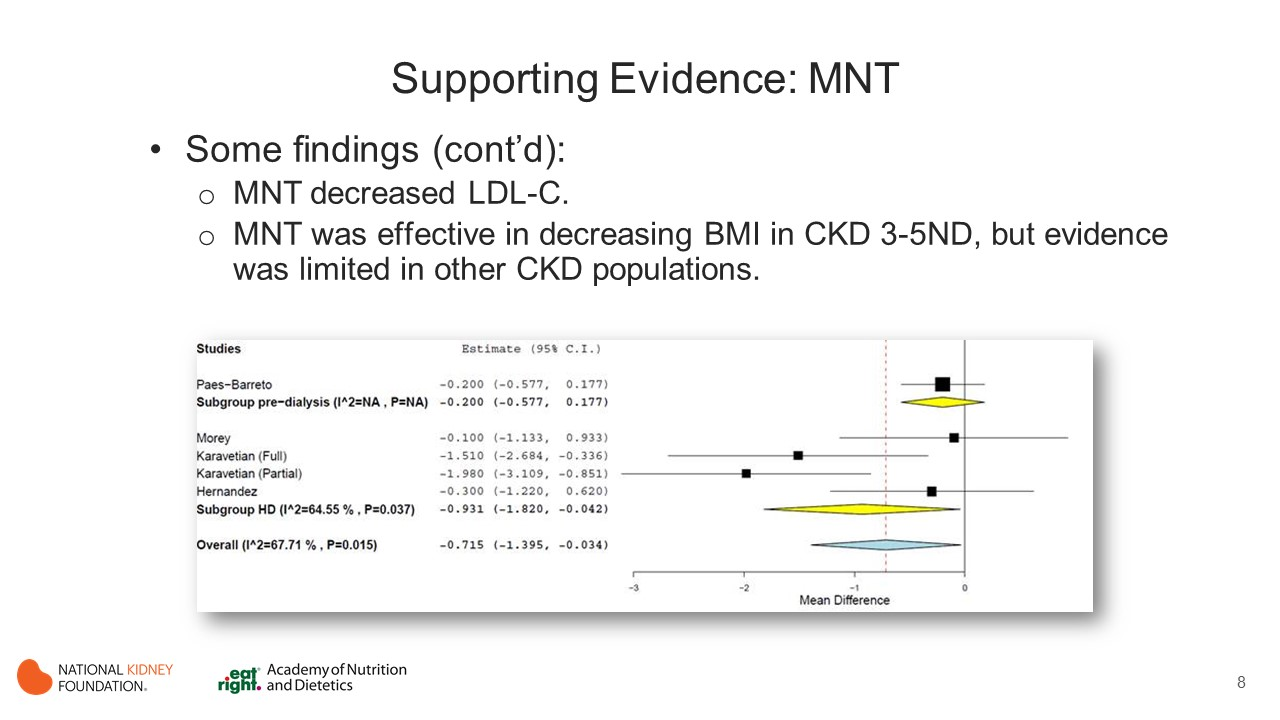 Supporting Evidence: MNT
• Some findings (cont’d):
o MNT decreased LDL-C.
o MNT was effective in decreasing BMI in CKD 3-5ND, but evidence
was limited in other CKD populations.
Studies Estimate (95% C.I.)
Paes−Barreto −0.200 (−0.577, 0.177)
Subgroup pre−dialysis (I^2=NA , P=NA) −0.200 (−0.577, 0.177)
Morey −0.100 (−1.133, 0.933)
Karavetian (Full) −1.510 (−2.684, −0.336)
Karavetian (Partial) −1.980 (−3.109, −0.851)
Hernandez −0.300 (−1.220, 0.620)
Subgroup HD (I^2=64.55 % , P=0.037) −0.931 (−1.820, −0.042)
Overall (I^2=67.71 % , P=0.015) −0.715 (−1.395, −0.034)
−3 −2 −1 0
Mean Difference
NATIONAL KIDNEY
FOUNDATION®
eat
right.
Academy of Nutrition
and Dietetics
8